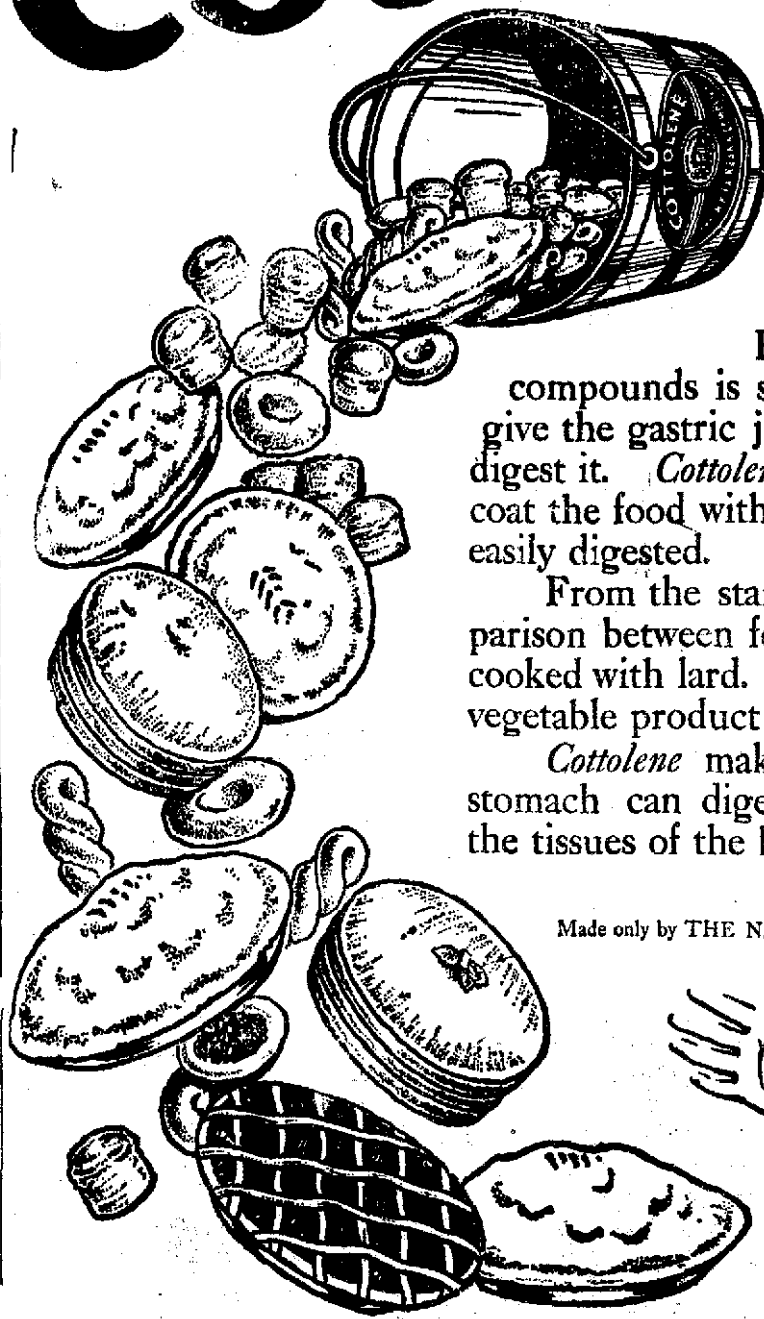 COTTOLENE
compounds is s
give the gastric j
digest it. Cottole
coat the food with
easily digested.
From the sta
parison between f
cooked with lard.
vegetable product
Cottolene mak
stomach can dige
the tissues of the
Made only by THE N